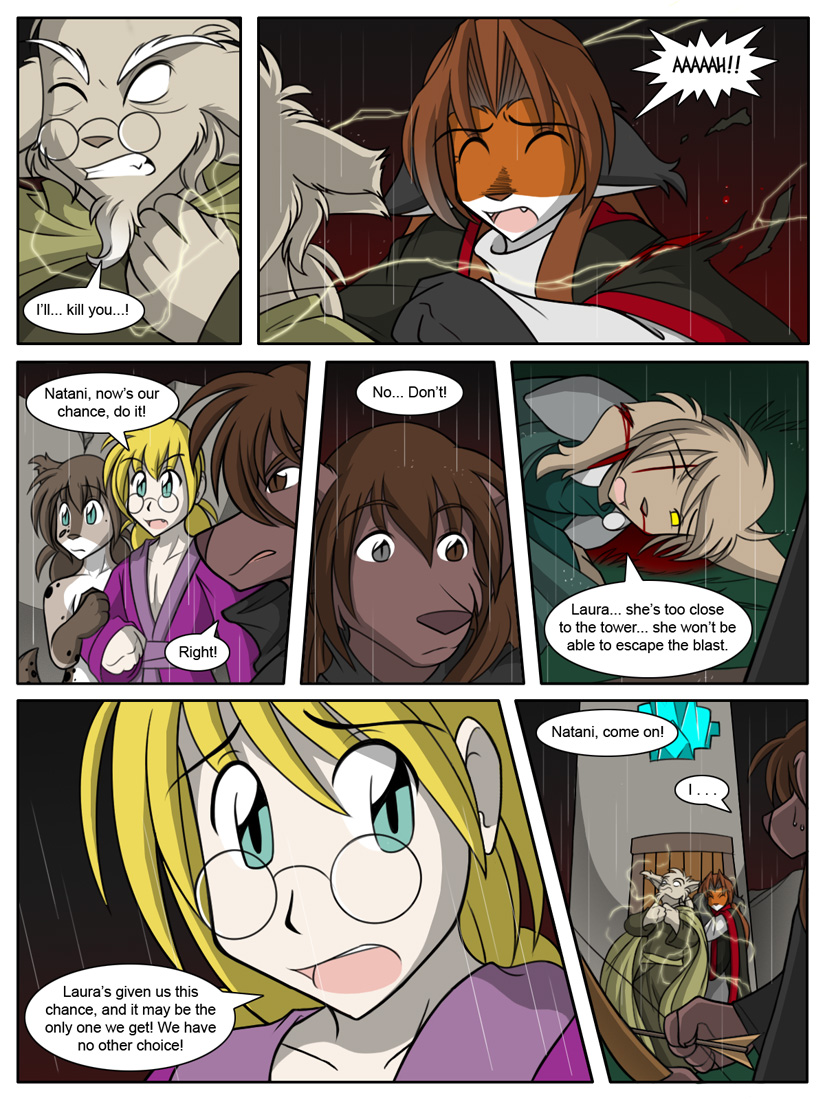 I'll... kill you...!
AAAAAH!!
Natani, now's our
chance, do it!
Right!
No... Don't!
Laura... she's too close
to the tower... she won't be
able to escape the blast.
Laura's given us this
chance, and it may be the
only one we get! We have
no other choice!
Natani, come on!
I . . .